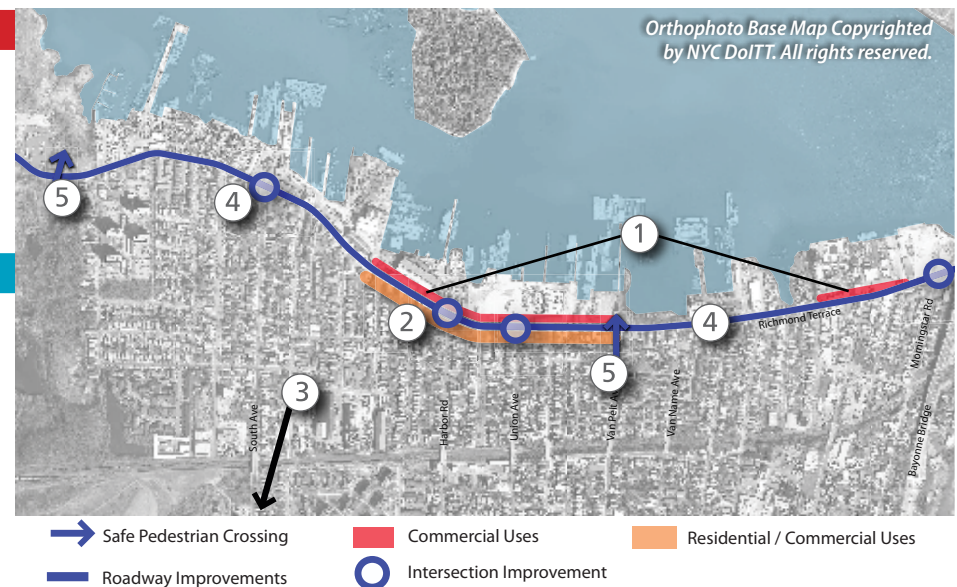 Orthophoto Base Map Copyrighted
by NYC DoITT. All rights reserved.
5
4
1
2
4
Richmond Terrace
5
3
South Ave
Harbor Rd
Union Ave
Van Pelt
Van Name Ave
Morningstar Rd
Bayonne Bridge
Safe Pedestrian Crossing
Commercial Uses
Residential / Commercial Uses
Roadway Improvements
Intersection Improvement